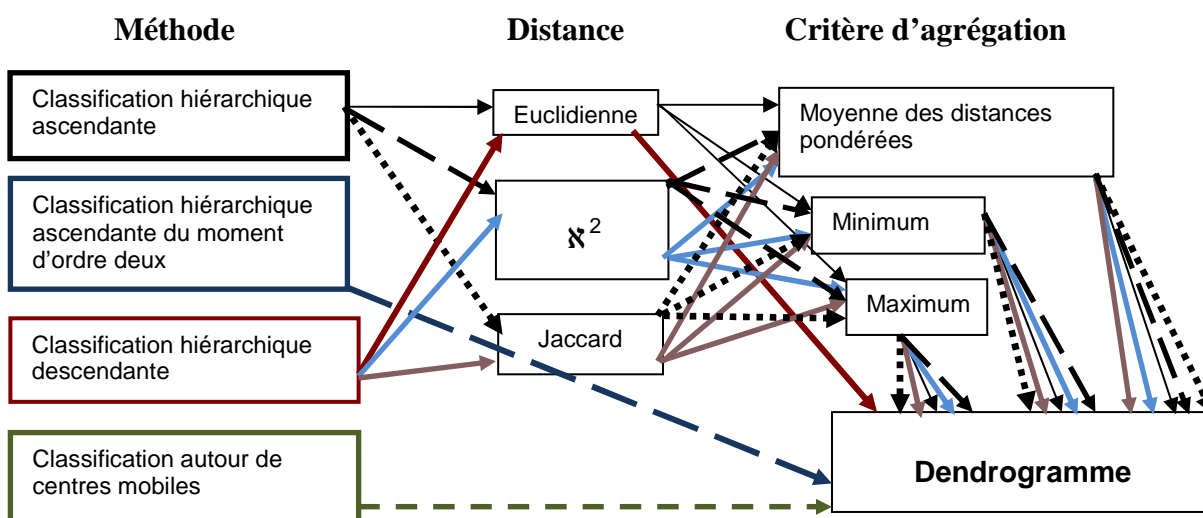 Méthode
Distance
Critère d’agrégation
Classification hiérarchique
ascendante
Euclidienne
Moyenne des distances
pondérées
Classification hiérarchique
ascendante du moment
d’ordre deux
ℵ²
Minimum
Maximum
Classification hiérarchique
descendante
Jaccard
Classification autour de
centres mobiles
Dendrogramme